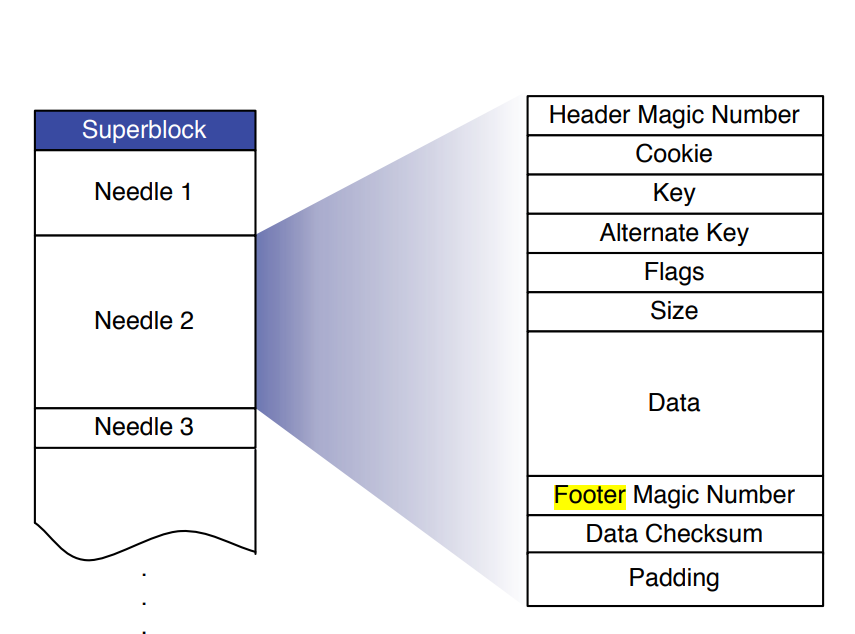 Superblock
Needle 1
Needle 2
Needle 3
.
.
.
Header Magic Number
Cookie
Key
Alternate Key
Flags
Size
Data
Footer Magic Number
Data Checksum
Padding